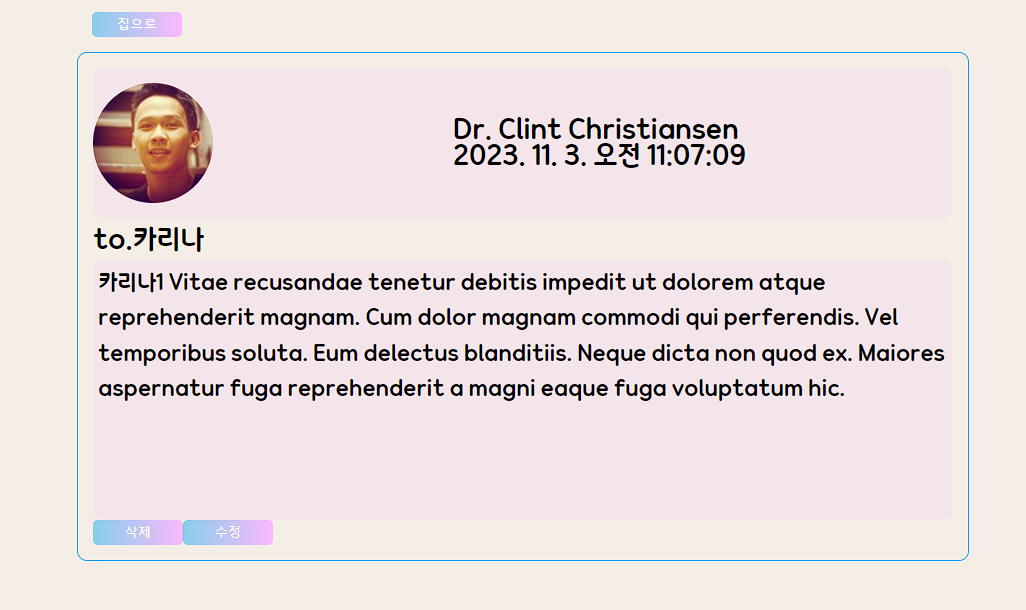 집으로
Dr. Clint Christiansen
2023. 11. 3. 오전 11:07:09
to.카리나
카리나1 Vitae recusandae tenetur debitis impedit ut dolorem atque
reprehenderit magnam. Cum dolor magnam commodi qui perferendis. Vel
temporibus soluta. Eum delectus blanditiis. Neque dicta non quod ex. Maiores
aspernatur fuga reprehenderit a magni eaque fuga voluptatum hic.
삭제 수정